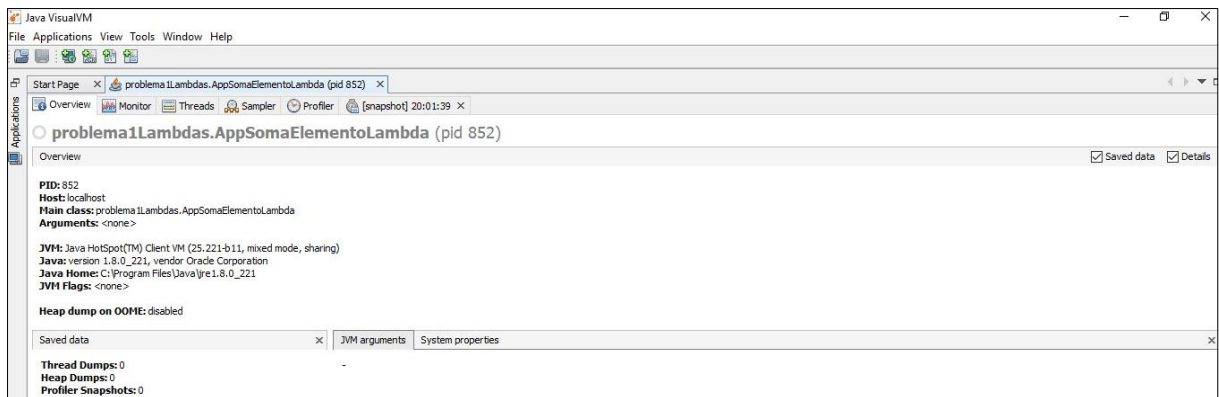 Java VisualVM
File Applications View Tools Window Help
Start Page problema1Lambdas.AppSomaElementoLambda (pid 852)
Overview Monitor Threads Sampler Profiler [snapshot] 20:01:39
Applications
problema1Lambdas.AppSomaElementoLambda (pid 852)
Overview Saved data Details
PID: 852
Host: localhost
Main class: problema1Lambdas.AppSomaElementoLambda
Arguments: <none>
JVM: Java HotSpot(TM) Client VM (25.221-b11, mixed mode, sharing)
Java: version 1.8.0_221, vendor Oracle Corporation
Java Home: C:\Program Files\Java\jre1.8.0_221
JVM Flags: <none>
Heap dump on OOME: disabled
Saved data JVM arguments System properties
Thread Dumps: 0 -
Heap Dumps: 0
Profiler Snapshots: 0